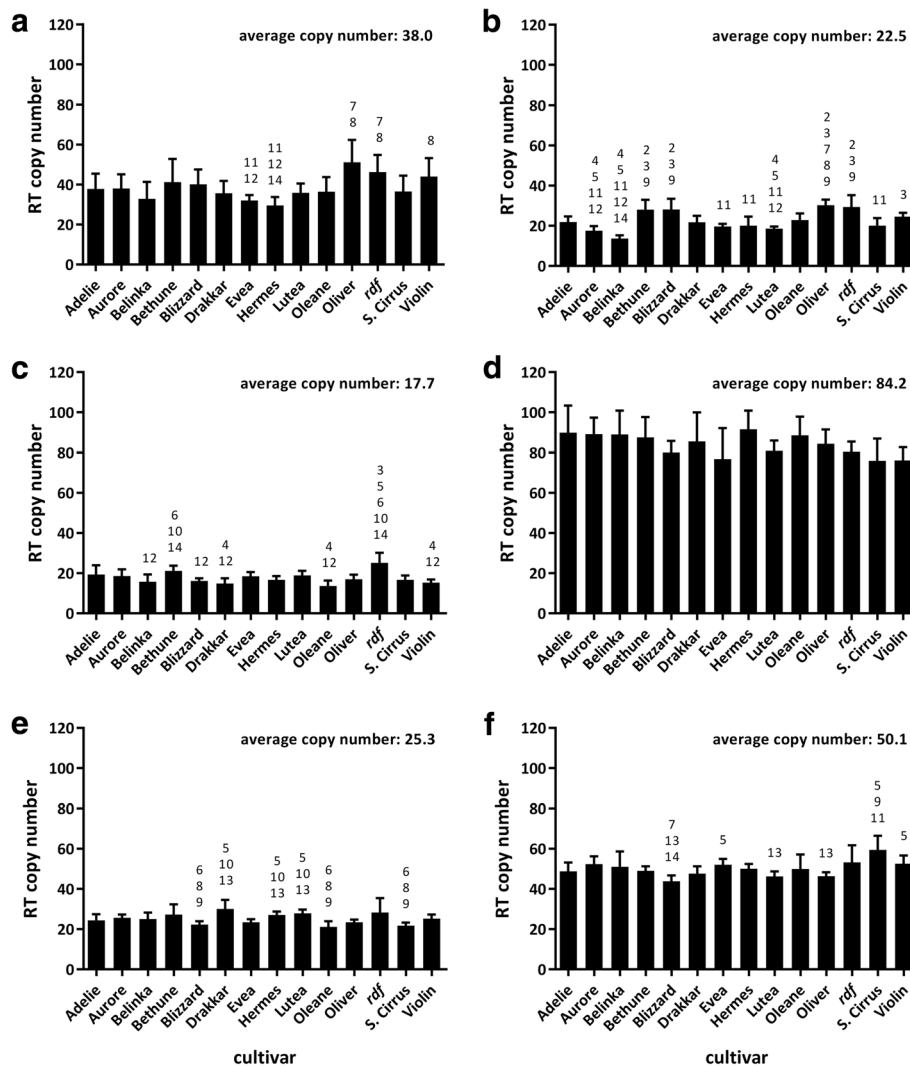 a
average copy number: 38.0
RT copy number
120
100
80
60
40
20
0
11
12
11
12
14
7
8
7
8
8
Adelie
Aurore
Belinka
Bethune
Blizzard
Drakkar
Evea
Hermes
Lutea
Oleane
Oliver
rdf
S. Cirrus
Violin
b
average copy number: 22.5
RT copy number
120
100
80
60
40
20
0
4
5
11
12
4
5
11
12
14
2
3
9
2
3
9
11
11
4
5
11
12
2
3
7
8
9
2
3
9
11
3
Adelie
Aurore
Belinka
Bethune
Blizzard
Drakkar
Evea
Hermes
Lutea
Oleane
Oliver
rdf
S. Cirrus
Violin
c
average copy number: 17.7
RT copy number
120
100
80
60
40
20
0
12
6
10
14
12
4
12
4
12
3
5
6
10
14
4
12
Adelie
Aurore
Belinka
Bethune
Blizzard
Drakkar
Evea
Hermes
Lutea
Oleane
Oliver
rdf
S. Cirrus
Violin
d
average copy number: 84.2
RT copy number
120
100
80
60
40
20
0
Adelie
Aurore
Belinka
Bethune
Blizzard
Drakkar
Evea
Hermes
Lutea
Oleane
Oliver
rdf
S. Cirrus
Violin
e
average copy number: 25.3
RT copy number
120
100
80
60
40
20
0
6
8
9
5
10
13
5
10
13
5
10
13
6
8
9
6
8
9
Adelie
Aurore
Belinka
Bethune
Blizzard
Drakkar
Evea
Hermes
Lutea
Oleane
Oliver
rdf
S. Cirrus
Violin
cultivar
f
average copy number: 50.1
RT copy number
120
100
80
60
40
20
0
7
13
14
5
13
13
5
9
11
5
Adelie
Aurore
Belinka
Bethune
Blizzard
Drakkar
Evea
Hermes
Lutea
Oleane
Oliver
rdf
S. Cirrus
Violin
cultivar